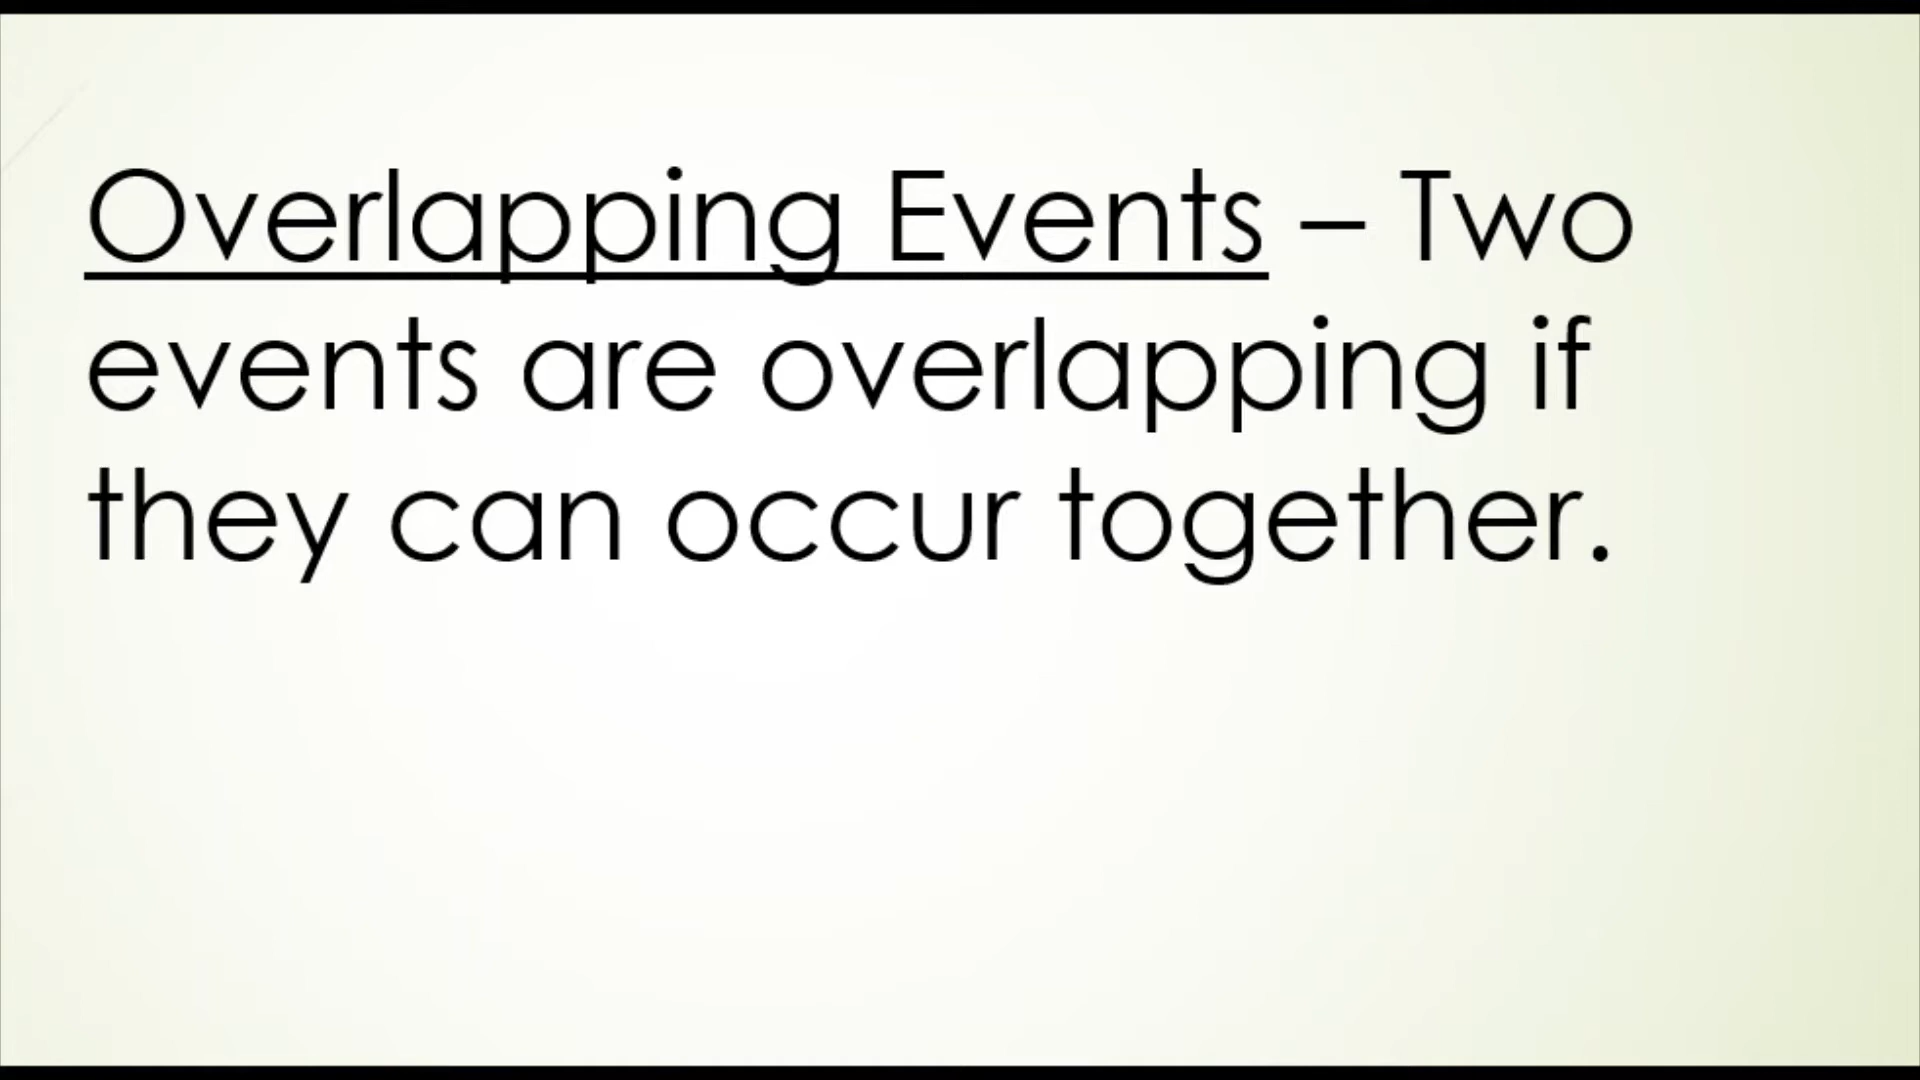 Overlapping Events – Two
events are overlapping if
they can occur together.